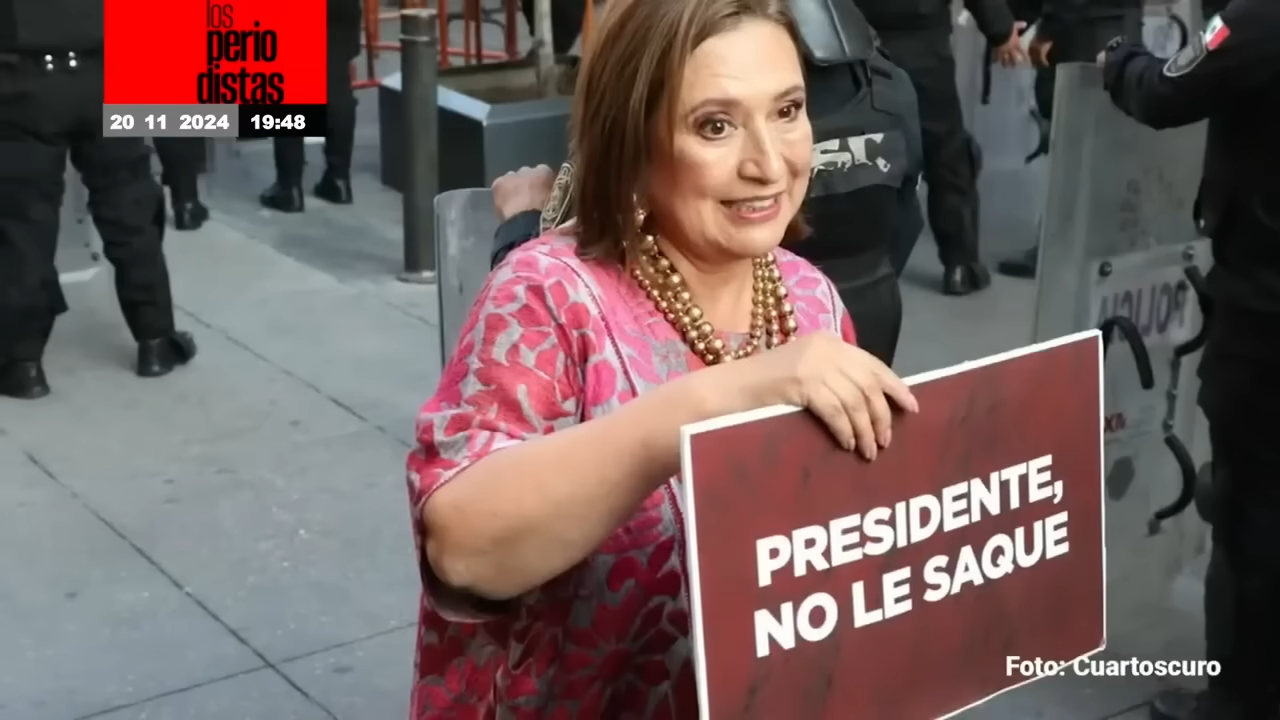 los
perio
distas
20 11 2024 19:48
PRESIDENTE,
NO LE SAQUE
Foto: Cuartoscuro